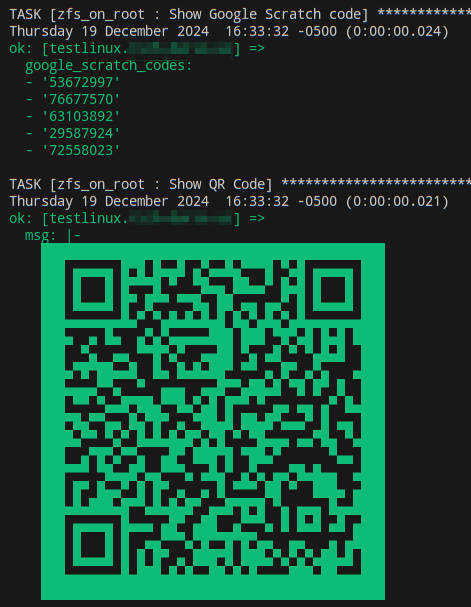 TASK [zfs_on_root : Show Google Scratch code] ************
Thursday 19 December 2024  16:33:32 -0500 (0:00:00.024)
ok: [testlinux.] =>
  google_scratch_codes:
  - '53672997'
  - '76677570'
  - '63103892'
  - '29587924'
  - '72558023'
TASK [zfs_on_root : Show QR Code] ************************
Thursday 19 December 2024  16:33:32 -0500 (0:00:00.021)
ok: [testlinux.] =>
  msg: |-